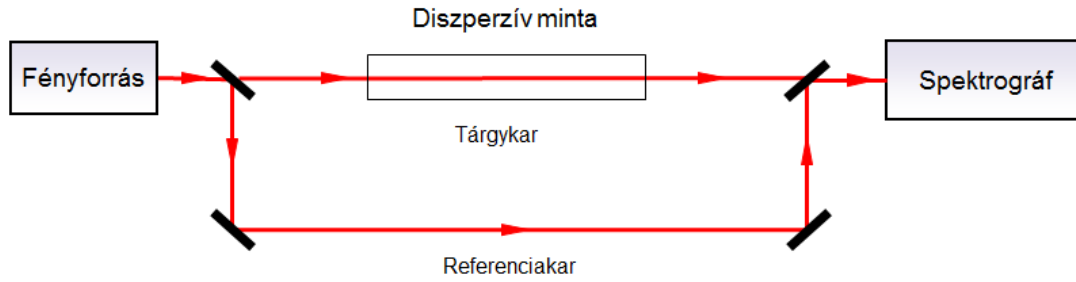 Diszperzív minta
Fényforrás
Spektrográf
Tárgykar
Referenciakar